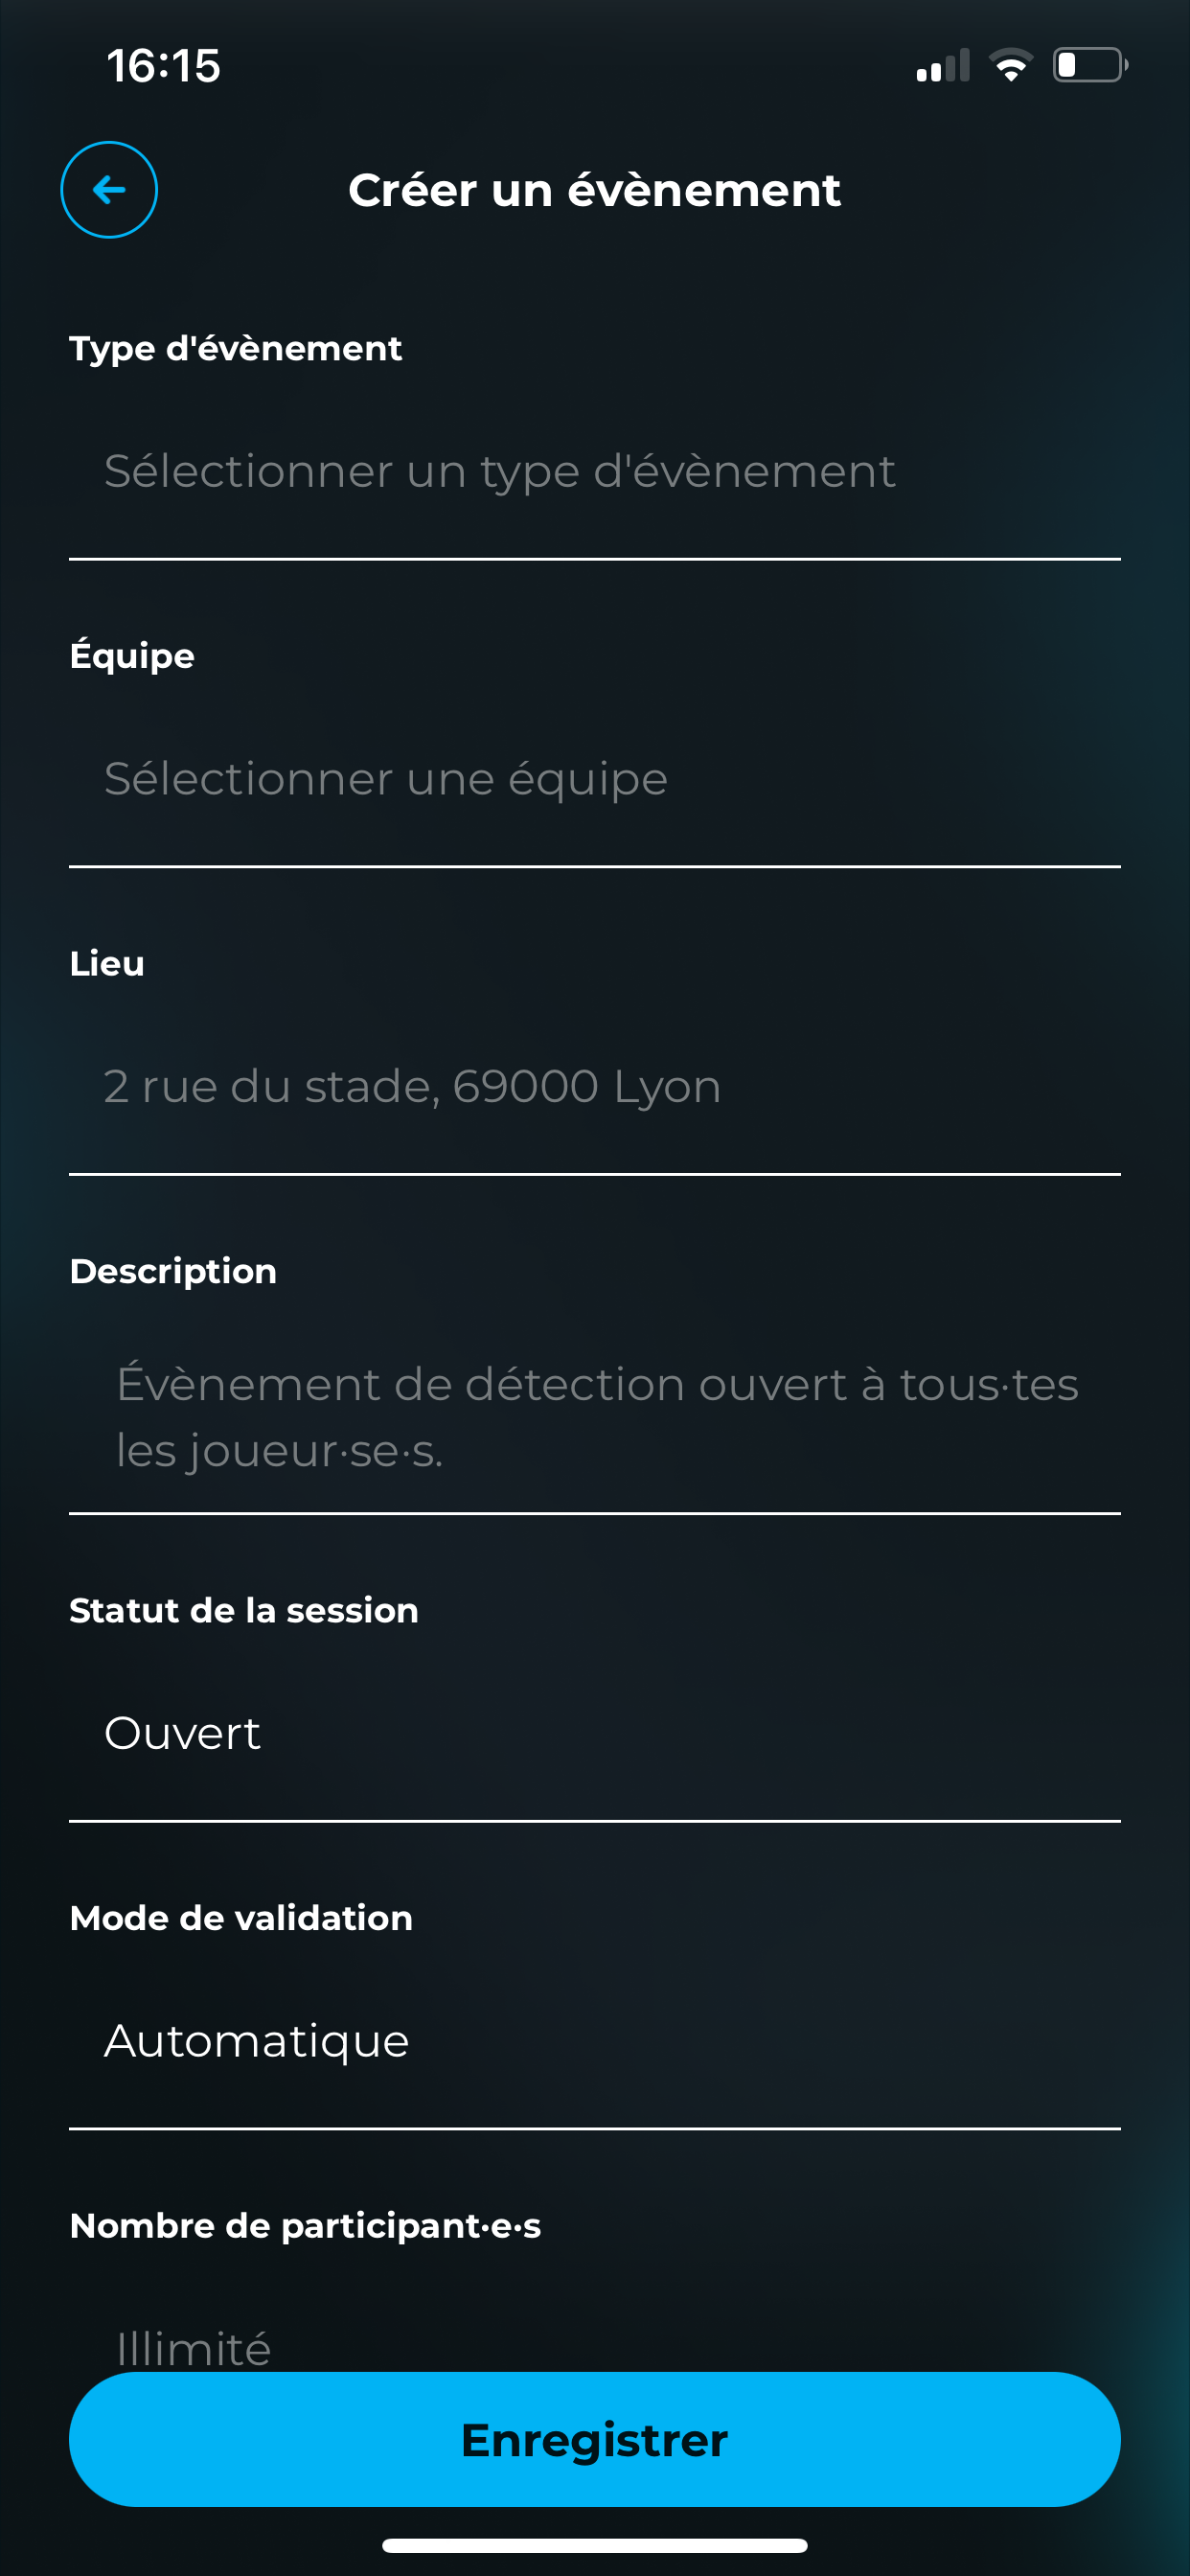 16:15
Créer un évènement
Type d'évènement
Sélectionner un type d'évènement
Équipe
Sélectionner une équipe
Lieu
2 rue du stade, 69000 Lyon
Description
Évènement de détection ouvert à tous·tes
les joueur·se·s.
Statut de la session
Ouvert
Mode de validation
Automatique
Nombre de participant·e·s
Illimité
Enregistrer